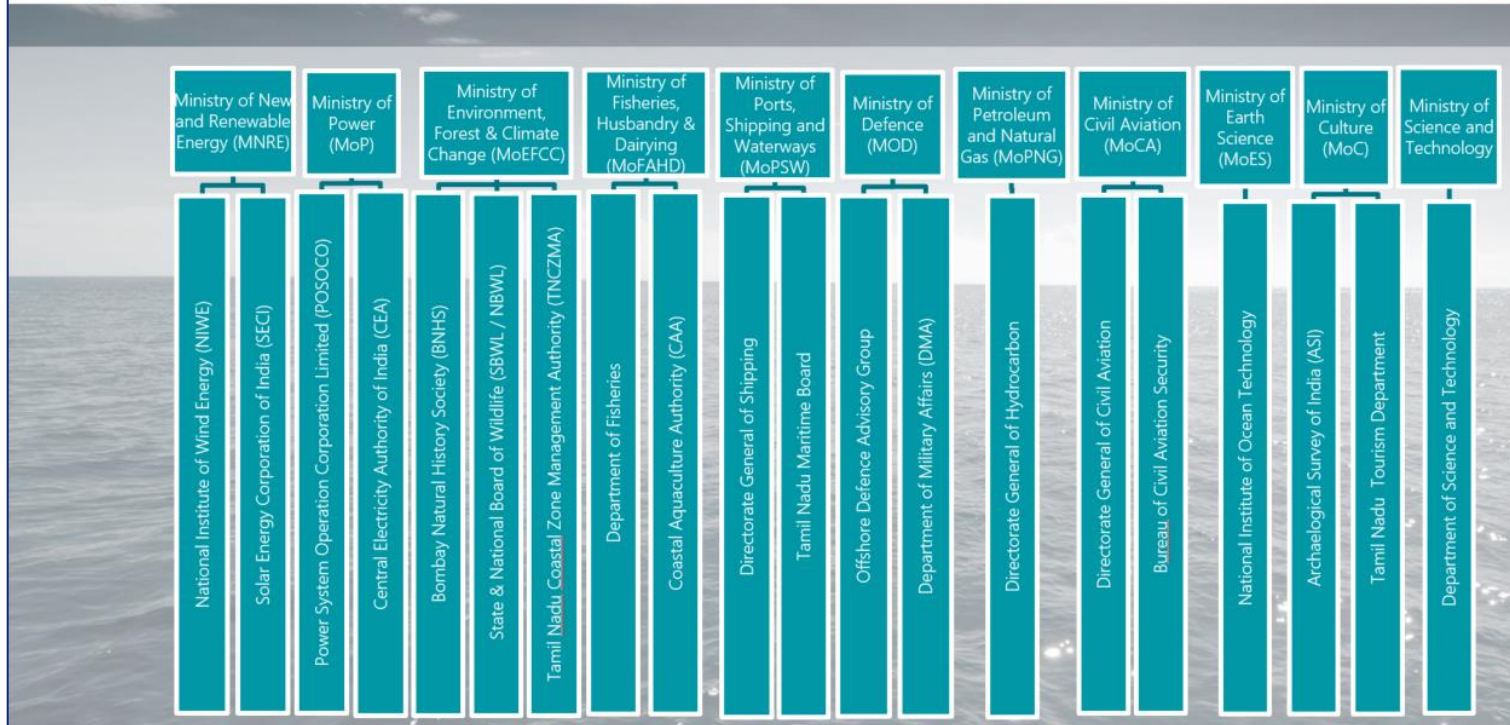 Ministry of New
and Renewable
Energy (MNRE)
Ministry of
Power
(MoP)
Ministry of
Environment,
Forest & Climate
Change (MoEFCC)
Ministry of
Fisheries,
Husbandry &
Dairying
(MoFAHD)
Ministry of
Ports,
Shipping and
Waterways
(MoPSW)
Ministry of
Defence
(MOD)
Ministry of
Petroleum
and Natural
Gas (MoPNG)
Ministry of
Civil Aviation
(MoCA)
Ministry of
Earth
Science
(MoES)
Ministry of
Culture
(MoC)
Ministry of
Science and
Technology
National Institute of Wind Energy (NIWE)
Solar Energy Corporation of India (SECI)
Power System Operation Corporation Limited (POSOCO)
Central Electricity Authority of India (CEA)
Bombay Natural History Society (BNHS)
State & National Board of Wildlife (SBWL / NBWL)
Tamil Nadu Coastal Zone Management Authority (TNCZMA)
Department of Fisheries
Coastal Aquaculture Authority (CAA)
Directorate General of Shipping
Tamil Nadu Maritime Board
Offshore Defence Advisory Group
Department of Military Affairs (DMA)
Directorate General of Hydrocarbon
Directorate General of Civil Aviation
Bureau of Civil Aviation Security
National Institute of Ocean Technology
Archaelogical Survey of India (ASI)
Tamil Nadu Tourism Department
Department of Science and Technology